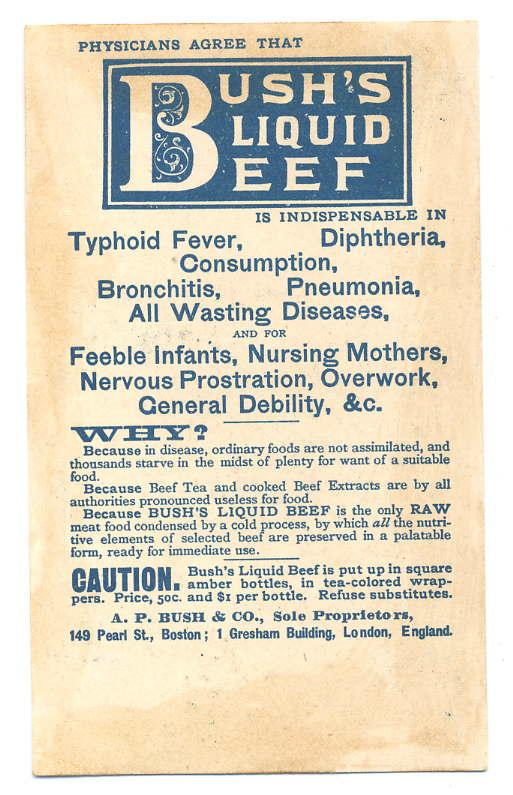 PHYSICIANS AGREE THAT
BUSH'S
LIQUID
BEEF
IS INDISPENSABLE IN
Typhoid Fever, Diphtheria,
Consumption,
Bronchitis, Pneumonia,
All Wasting Diseases,
AND FOR
Feeble Infants, Nursing Mothers,
Nervous Prostration, Overwork,
General Debility, &c.
WHY?
Because in disease, ordinary foods are not assimilated, and
thousands starve in the midst of plenty for want of a suitable
food.
Because Beef Tea and cooked Beef Extracts are by all
authorities pronounced useless for food.
Because BUSH'S LIQUID BEEF is the only RAW
meat food condensed by a cold process, by which all the nutri-
tive elements of selected beef are preserved in a palatable
form, ready for immediate use.
CAUTION. Bush's Liquid Beef is put up in square
amber bottles, in tea-colored wrap-
pers. Price, 50c. and $1 per bottle. Refuse substitutes.
A. P. BUSH & CO., Sole Proprietors,
149 Pearl St., Boston; 1 Gresham Building, London, England.